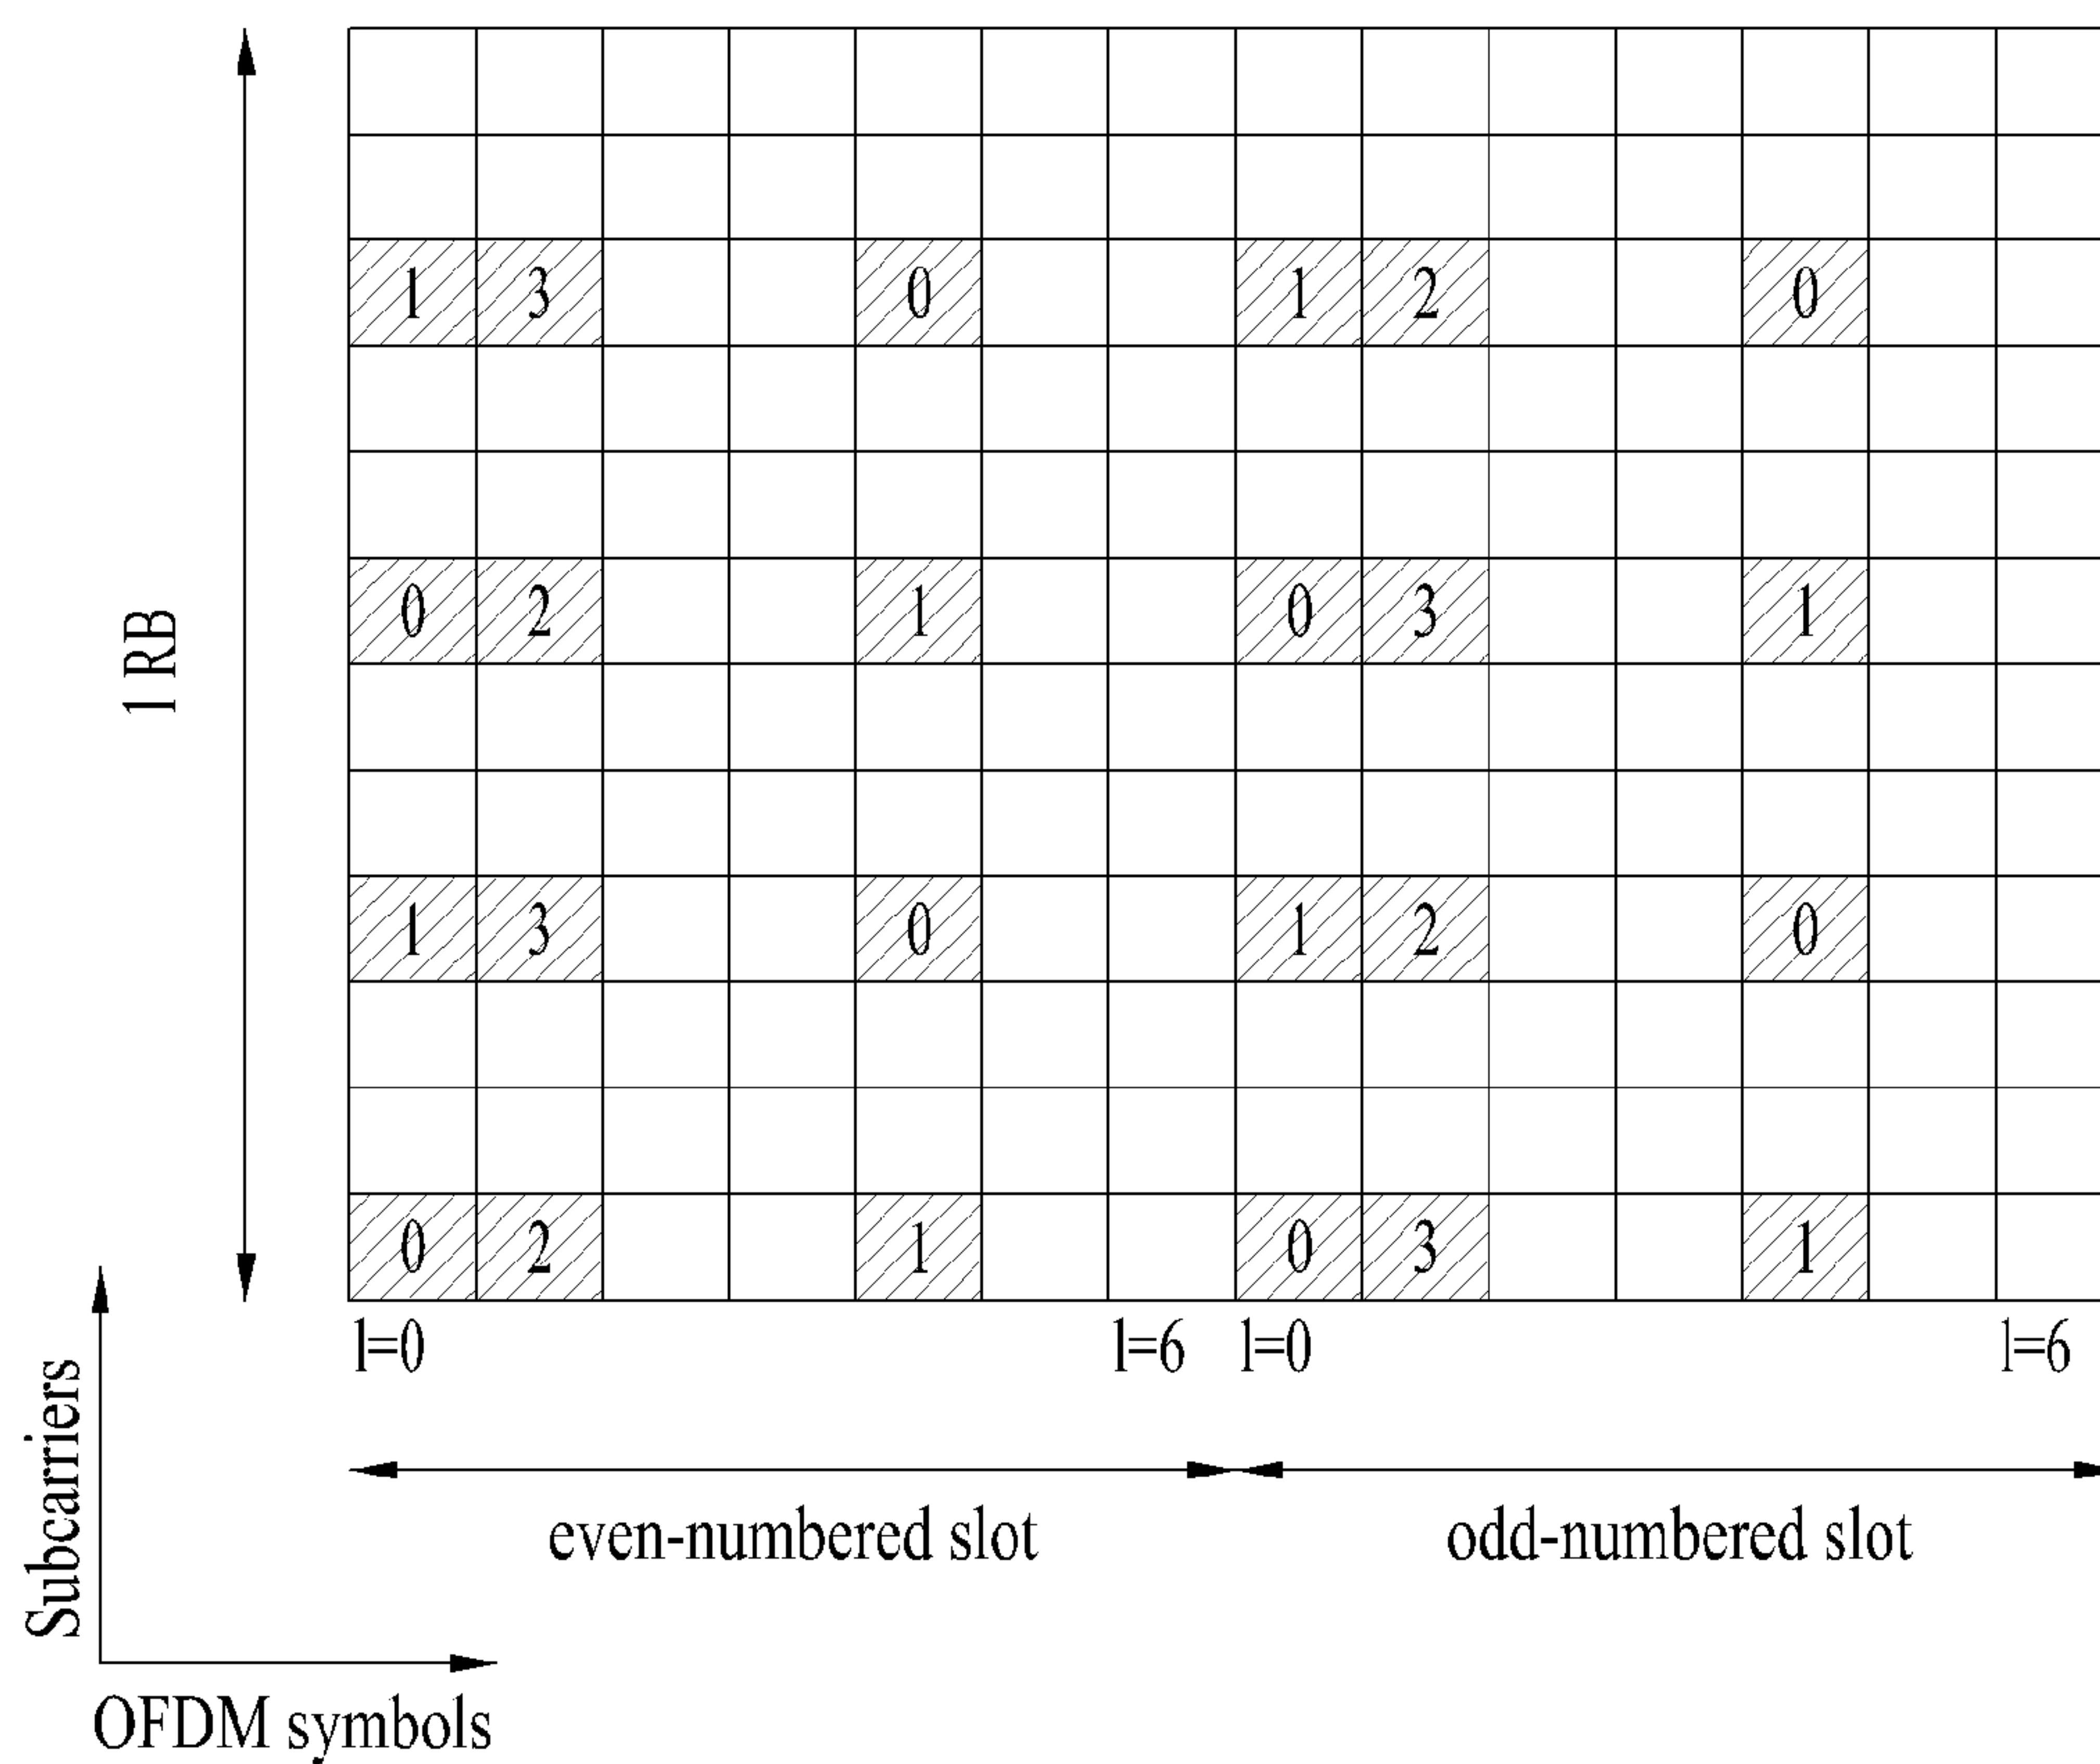 1 3 0 1 2 0
1 RB
0 2 1 0 3 1
1 3 0 1 2 0
0 2 1 0 3 1
l=0 l=6 l=0 l=6
Subcarriers
even-numbered slot odd-numbered slot
OFDM symbols